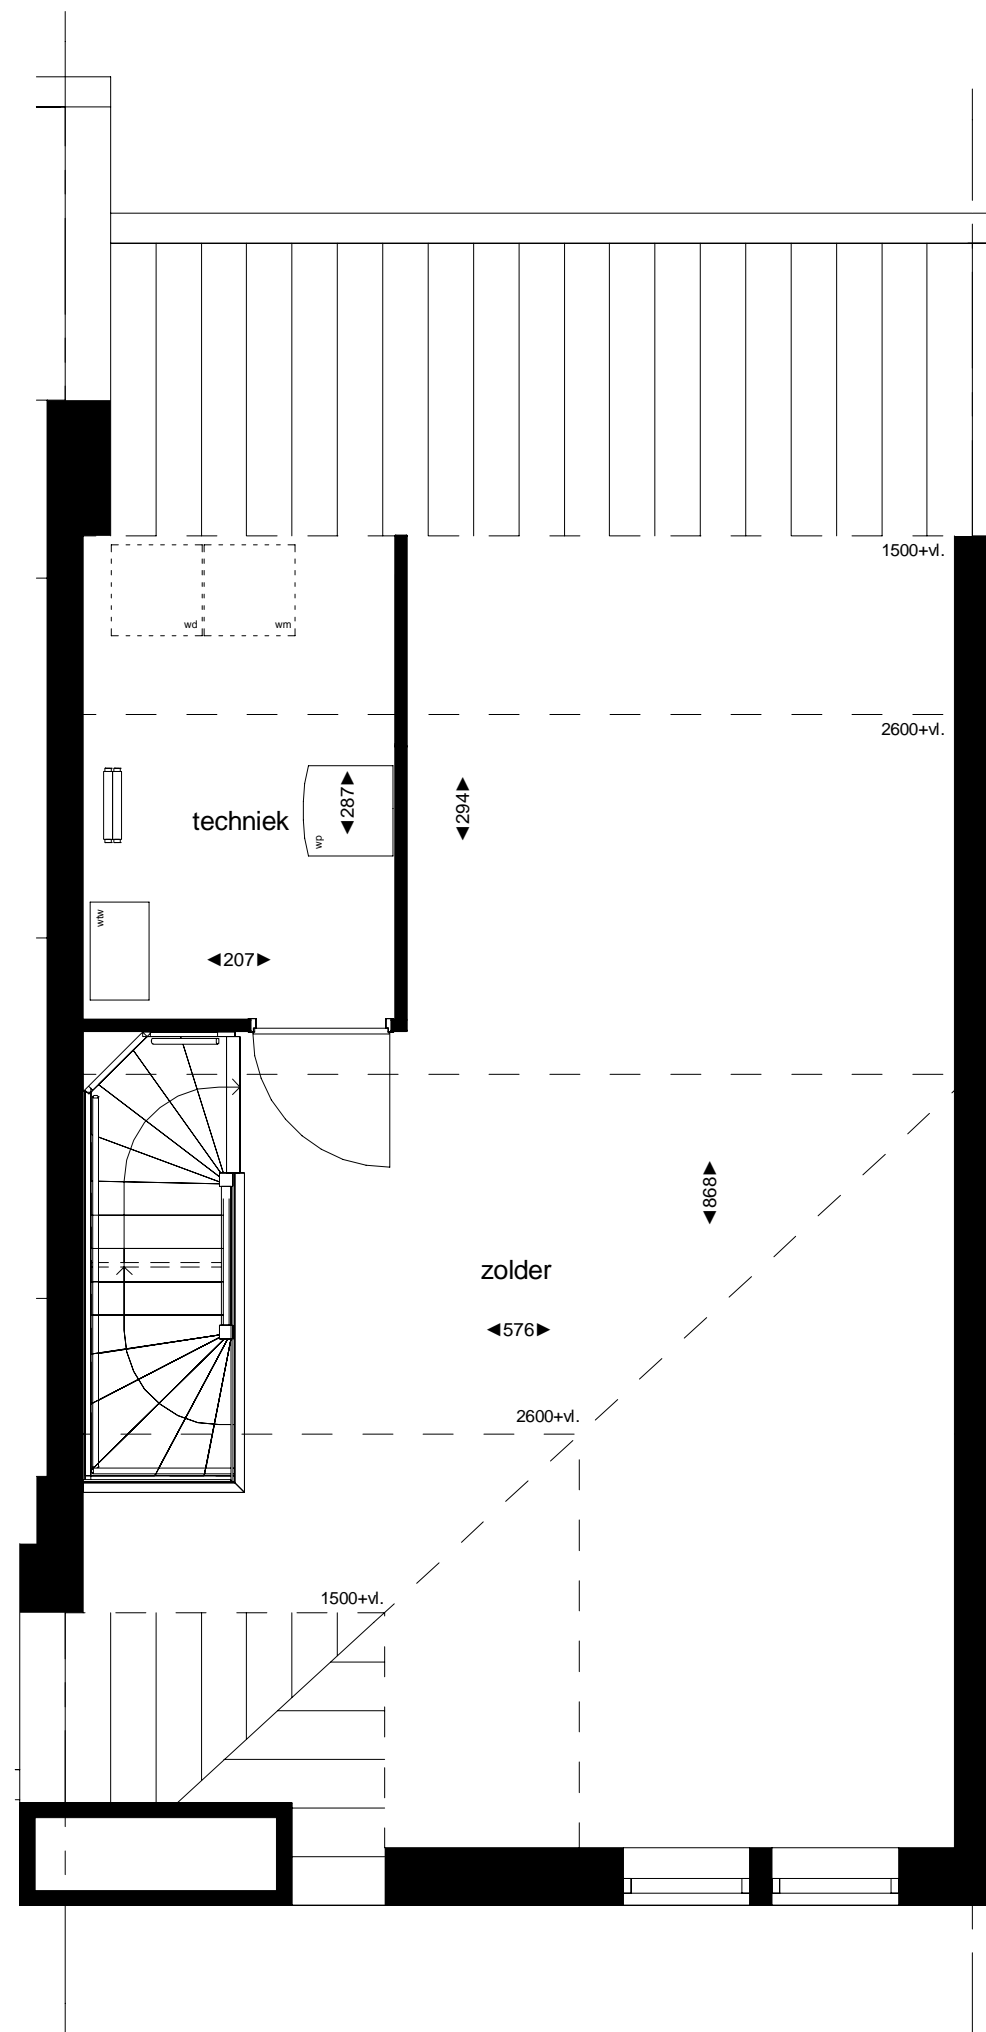 1500+vl.
wd
wm
2600+vl.
techniek
wp
◄287►
◄294►
wtw
◄207►
◄868►
zolder
◄576►
2600+vl.
1500+vl.